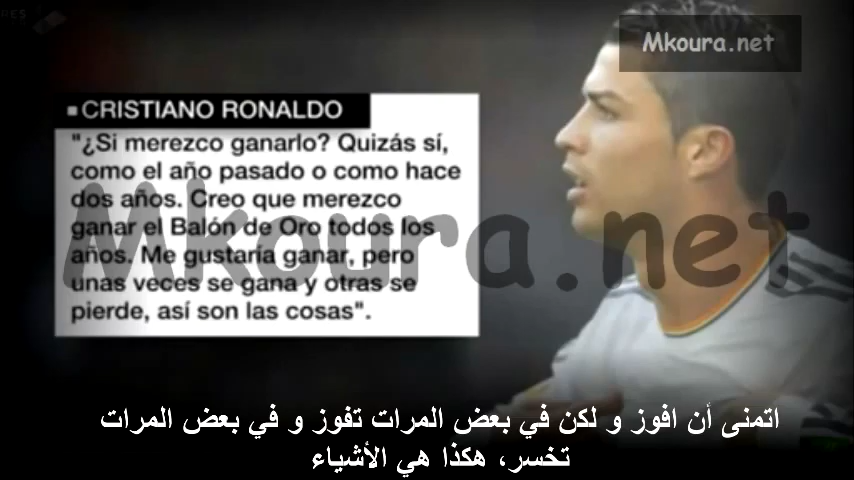 Mkoura.net
CRISTIANO RONALDO
"¿Si merezco ganarlo? Quizás sí,
como el año pasado o como hace
dos años. Creo que merezco
ganar el Balón de Oro todos los
años. Me gustaría ganar, pero
unas veces se gana y otras se
pierde, así son las cosas".
Mkoura.net
اتمنى أن افوز و لكن في بعض المرات تفوز و في بعض المرات
تخسر، هكذا هي الأشياء